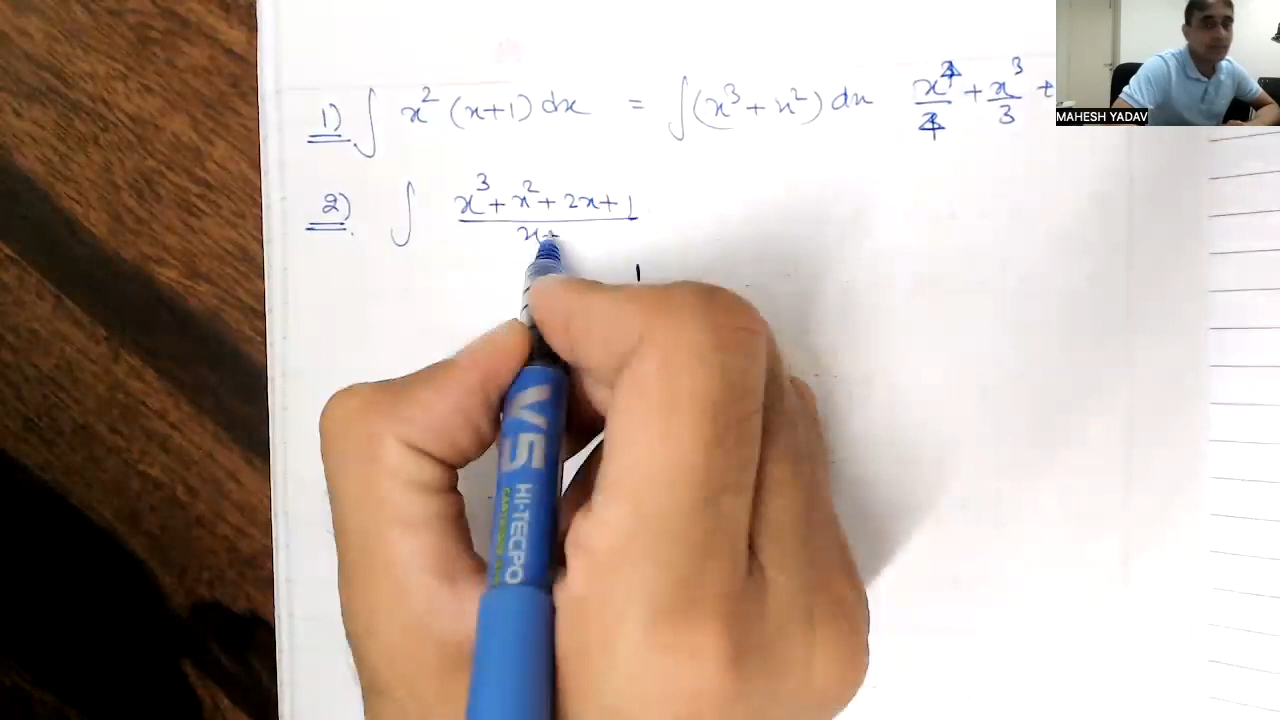 1) ∫ x² (x+1) dx = ∫(x³ + x²) dx x⁴/4 + x³/3 +
MAHESH YADAV
2) ∫ (x³ + x² + 2x + 1)/(x+
V5
HI-TECPO